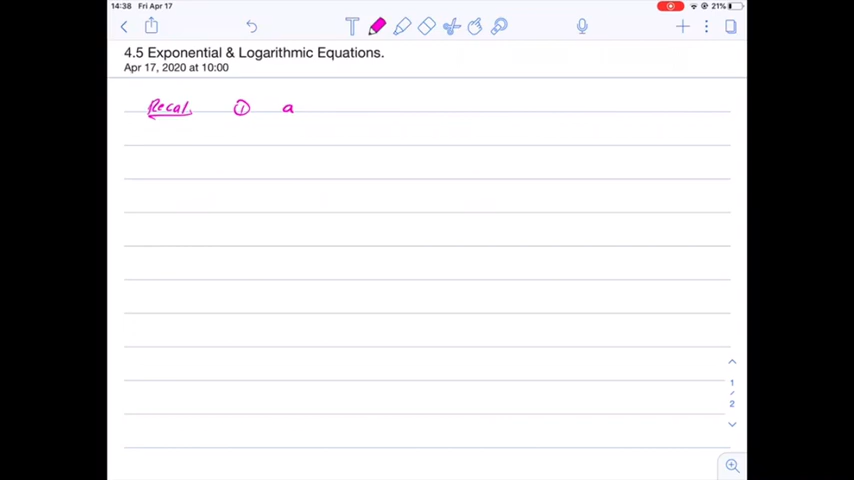 14:38 Fri Apr 17 21%
4.5 Exponential & Logarithmic Equations.
Apr 17, 2020 at 10:00
Recal. ① a
1
2